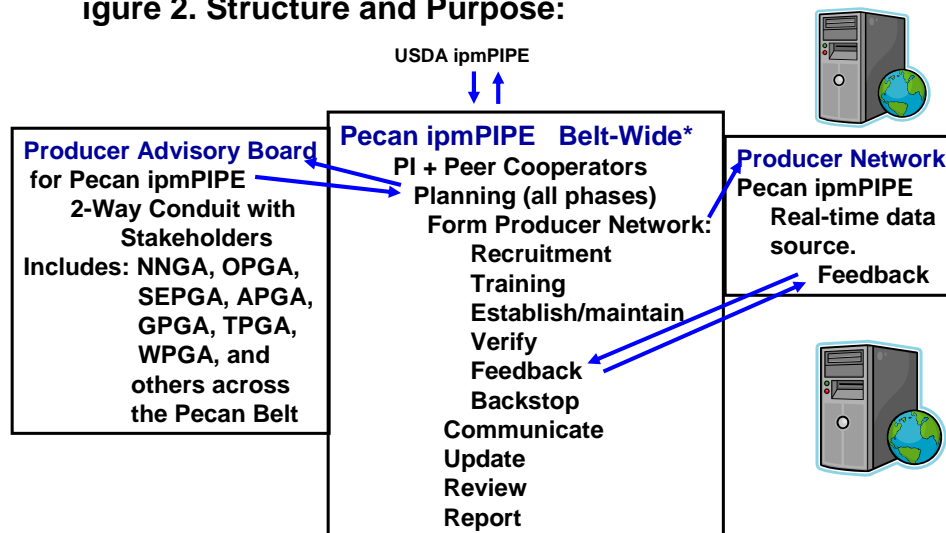 igure 2. Structure and Purpose:
USDA ipmPIPE
Producer Advisory Board
for Pecan ipmPIPE
2-Way Conduit with
Stakeholders
Includes: NNGA, OPGA,
SEPGA, APGA,
GPGA, TPGA,
WPGA, and
others across
the Pecan Belt
Pecan ipmPIPE Belt-Wide*
PI + Peer Cooperators
Planning (all phases)
Form Producer Network:
Recruitment
Training
Establish/maintain
Verify
Feedback
Backstop
Communicate
Update
Review
Report
Producer Network
Pecan ipmPIPE
Real-time data
source.
Feedback